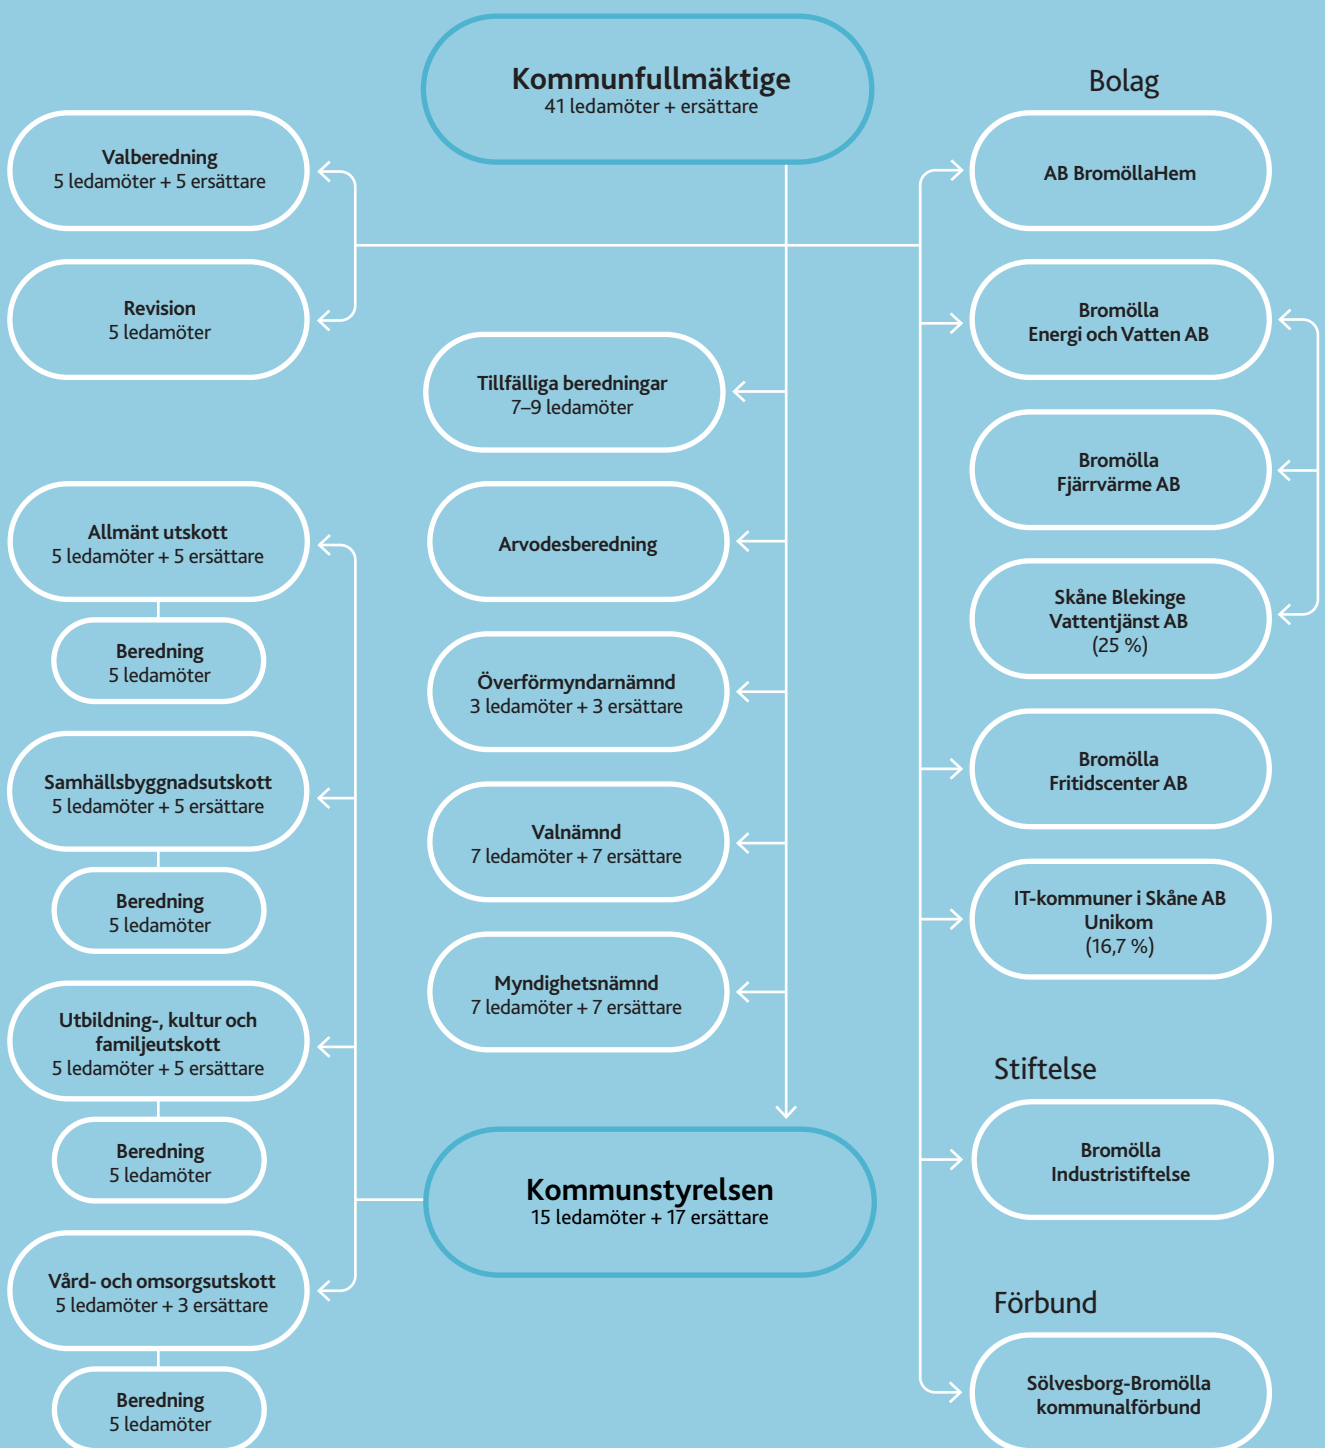 Kommunfullmäktige
41 ledamöter + ersättare
Valberedning
5 ledamöter + 5 ersättare
Revision
5 ledamöter
Allmänt utskott
5 ledamöter + 5 ersättare
Beredning
5 ledamöter
Samhällsbyggnadsutskott
5 ledamöter + 5 ersättare
Beredning
5 ledamöter
Utbildning-, kultur och
familjeutskott
5 ledamöter + 5 ersättare
Beredning
5 ledamöter
Vård- och omsorgsutskott
5 ledamöter + 3 ersättare
Beredning
5 ledamöter
Tillfälliga beredningar
7–9 ledamöter
Arvodesberedning
Överförmyndarnämnd
3 ledamöter + 3 ersättare
Valnämnd
7 ledamöter + 7 ersättare
Myndighetsnämnd
7 ledamöter + 7 ersättare
Kommunstyrelsen
15 ledamöter + 17 ersättare
Bolag
AB BromöllaHem
Bromölla
Energi och Vatten AB
Bromölla
Fjärrvärme AB
Skåne Blekinge
Vattentjänst AB
(25 %)
Bromölla
Fritidscenter AB
IT-kommuner i Skåne AB
Unikom
(16,7 %)
Stiftelse
Bromölla
Industristiftelse
Förbund
Sölvesborg-Bromölla
kommunalförbund